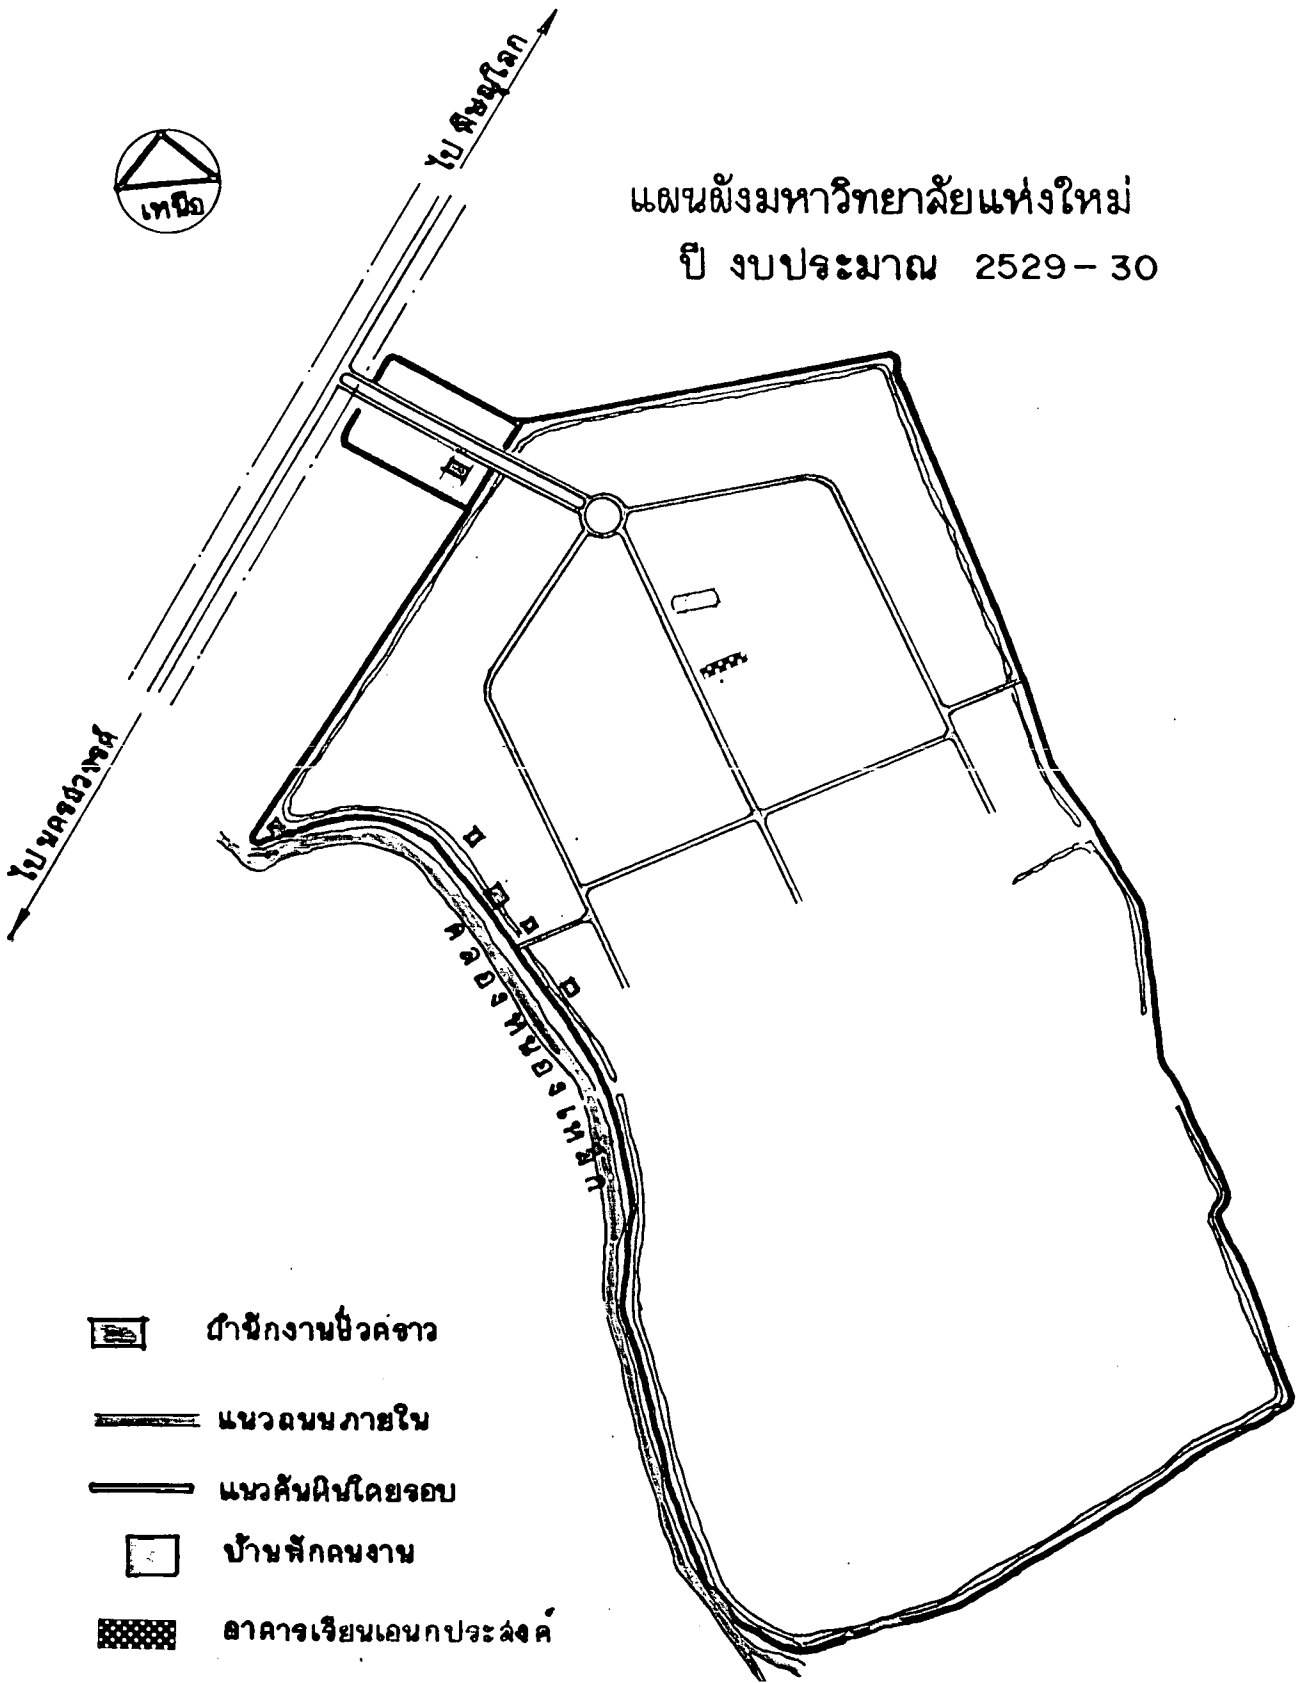 ไป พิษณุโลก
เหนือ
แผนผังมหาวิทยาลัยแห่งใหม่
ปี งบประมาณ 2529-30
ไปนครสวรรค์
คลองหนองเหล็ก
สำนักงานชั่วคราว
แนวถนนภายใน
แนวคันดินโดยรอบ
บ้านพักคนงาน
อาคารเรียนเอนกประสงค์